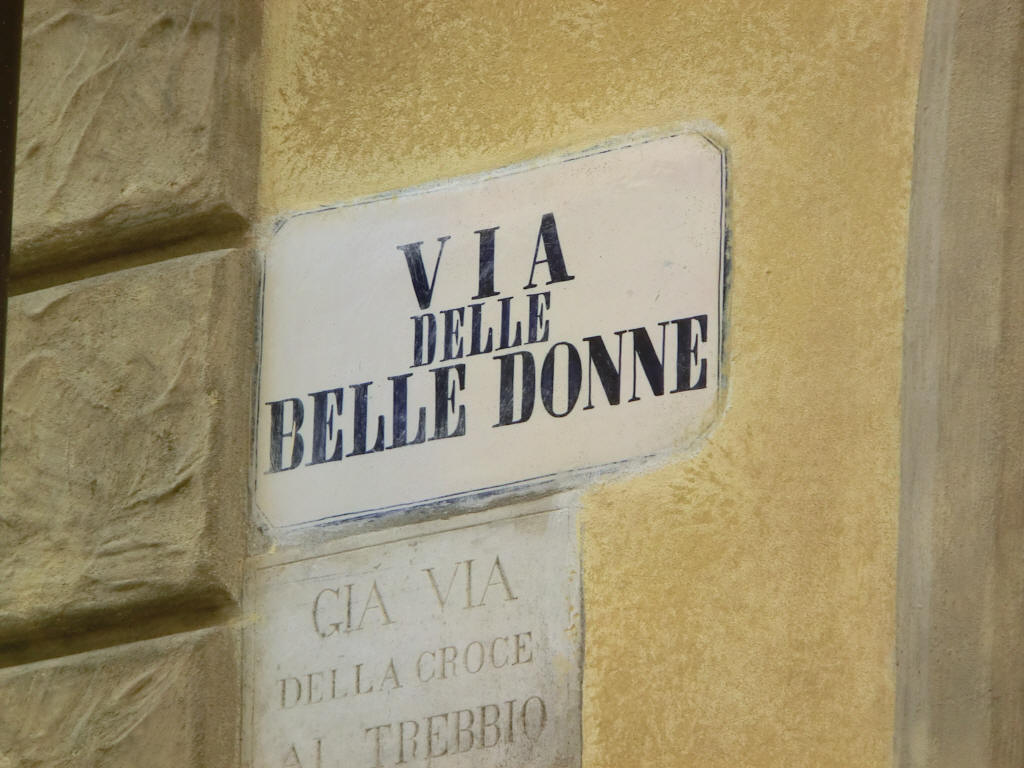 VIA
DELLE
BELLE DONNE
GIÀ VIA
DELLA CROCE
AL TREBBIO